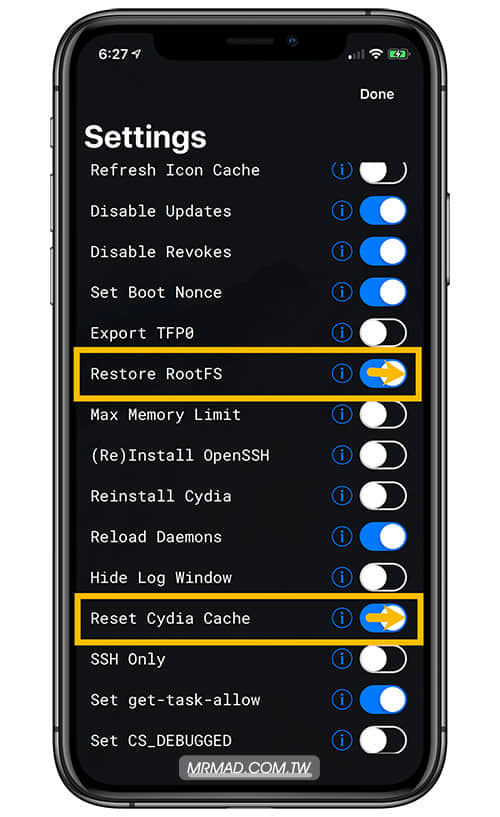 6:27
Done
Settings
Refresh Icon Cache
Disable Updates
Disable Revokes
Set Boot Nonce
Export TFP0
Restore RootFS
Max Memory Limit
(Re)Install OpenSSH
Reinstall Cydia
Reload Daemons
Hide Log Window
Reset Cydia Cache
SSH Only
Set get-task-allow
Set CS_DEBUGGED
MRMAD.COM.TW